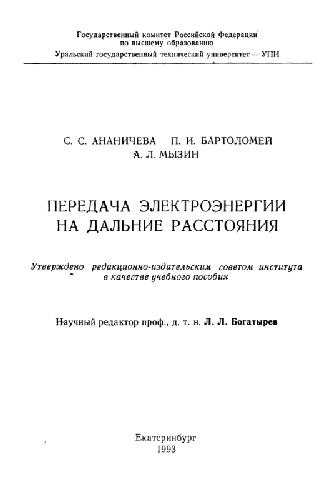 Государственный комитет Российской Федерации
по высшему образованию
Уральский государственный технический университет — УПИ
С. С. АНАНИЧЕВА П. И. БАРТОЛОМЕЙ
А. Л. МЫЗИН
ПЕРЕДАЧА ЭЛЕКТРОЭНЕРГИИ
НА ДАЛЬНИЕ РАССТОЯНИЯ
Утверждено редакционно-издательским советом института
в качестве учебного пособия
Научный редактор проф., д. т. н. Л. Л. Богатырев
Екатеринбург
1993